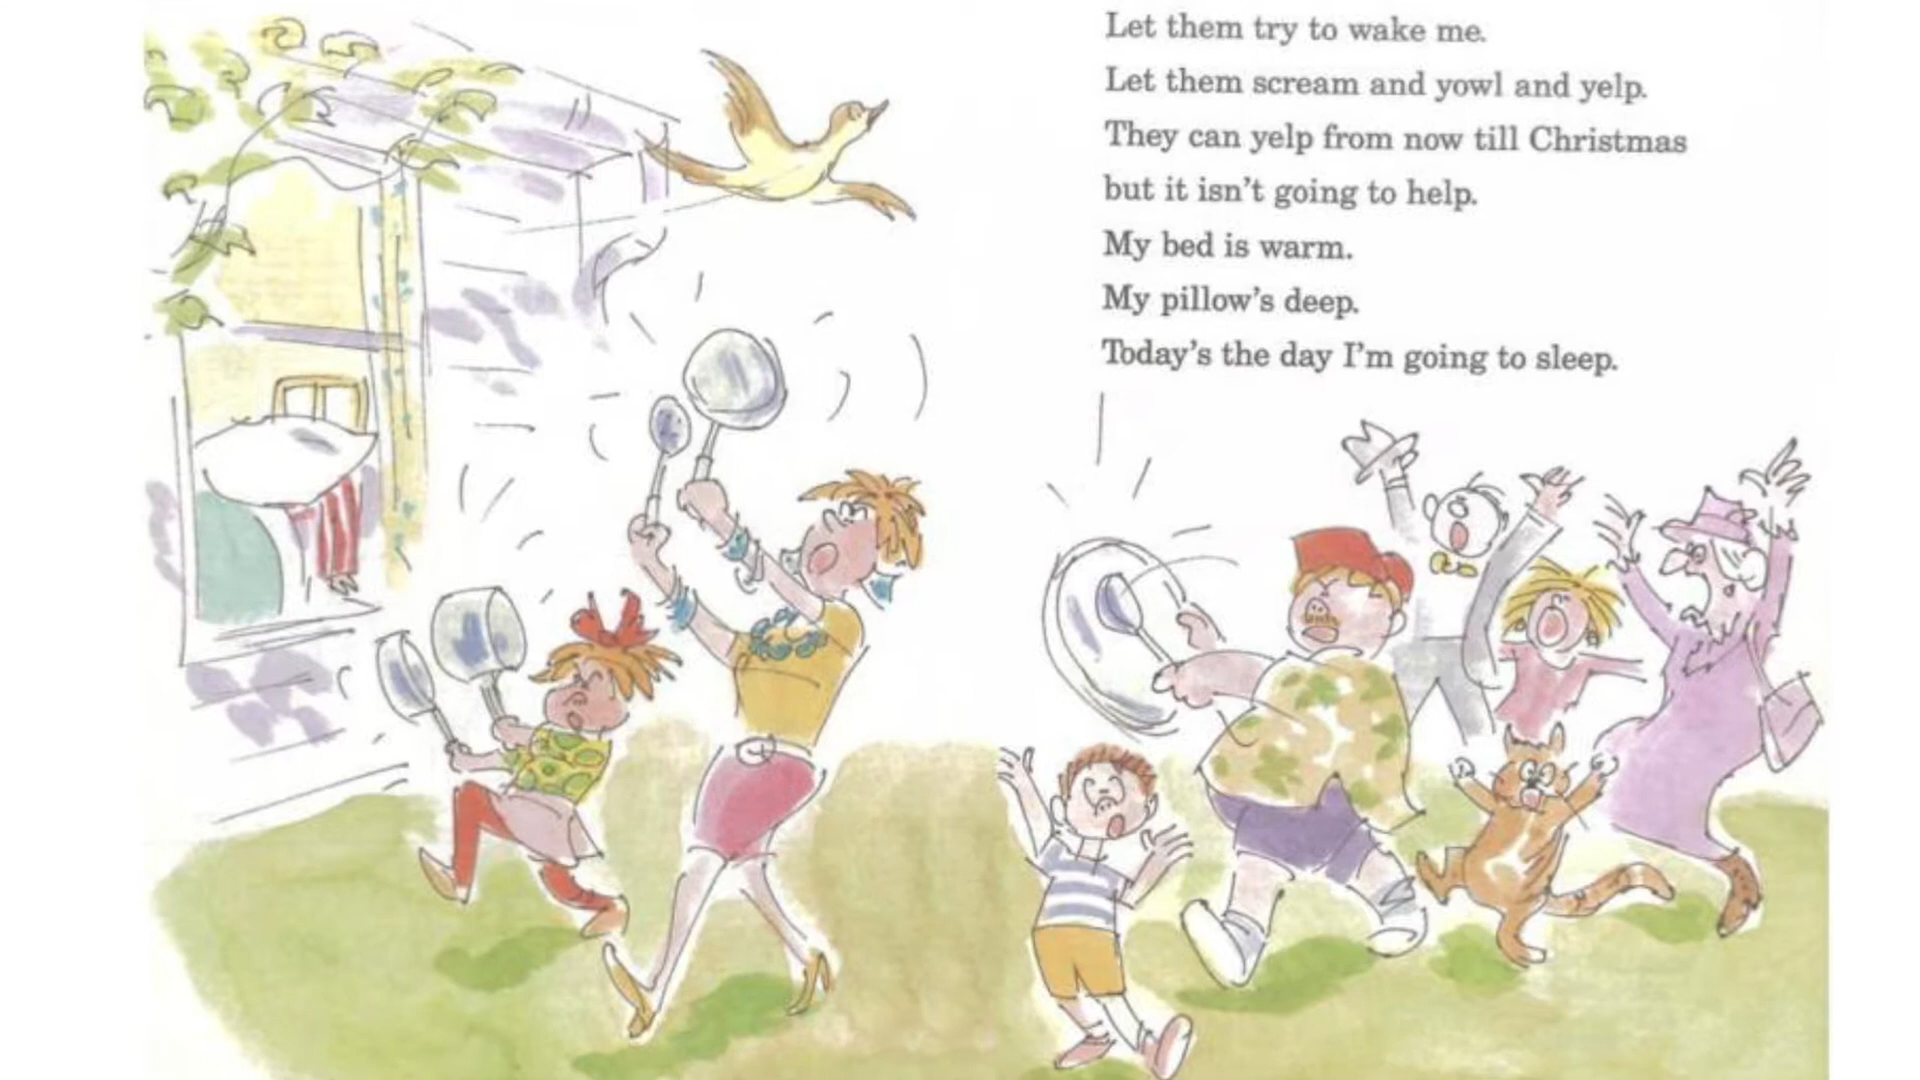 Let them try to wake me.
Let them scream and yowl and yelp.
They can yelp from now till Christmas
but it isn't going to help.
My bed is warm.
My pillow's deep.
Today's the day I'm going to sleep.